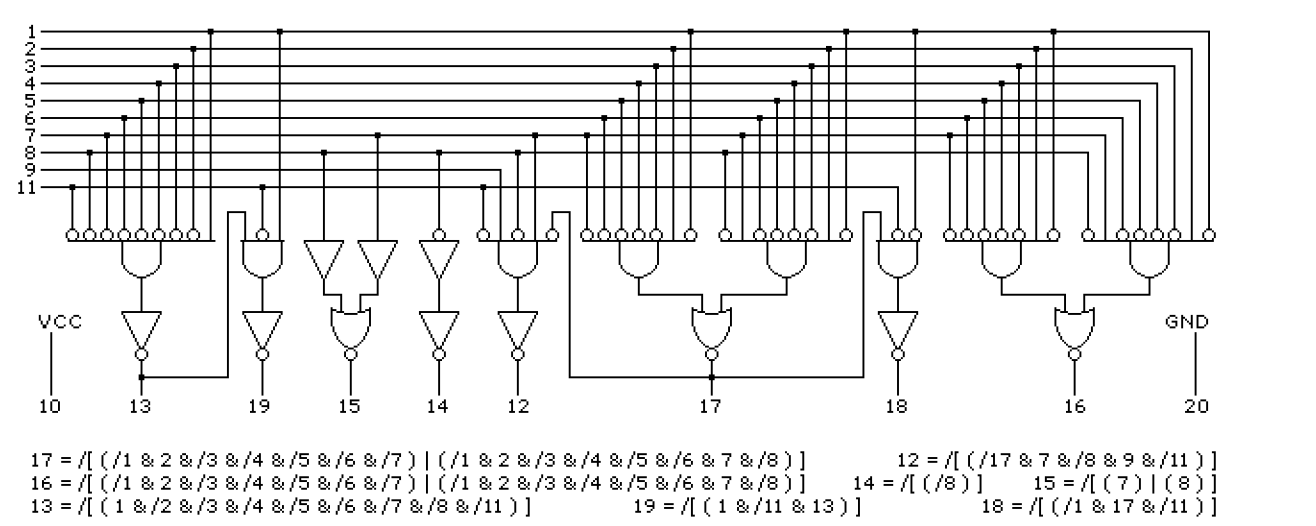 1
2
3
4
5
6
7
8
9
11
VCC GND
10 13 19 15 14 12 17 18 16 20
17 = /[ ( /1 & 2 & /3 & /4 & /5 & /6 & /7 ) | ( /1 & 2 & /3 & /4 & /5 & /6 & 7 & /8 ) ] 12 = /[ ( /17 & 7 & /8 & 9 & /11 ) ]
16 = /[ ( /1 & 2 & /3 & /4 & /5 & /6 & /7 ) | ( /1 & 2 & /3 & /4 & /5 & /6 & 7 & /8 ) ] 14 = /[ ( /8 ) ] 15 = /[ ( 7 ) | ( 8 ) ]
13 = /[ ( 1 & /2 & /3 & /4 & /5 & /6 & /7 & /8 & /11 ) ] 19 = /[ ( 1 & /11 & 13 ) ] 18 = /[ ( /1 & 17 & /11 ) ]